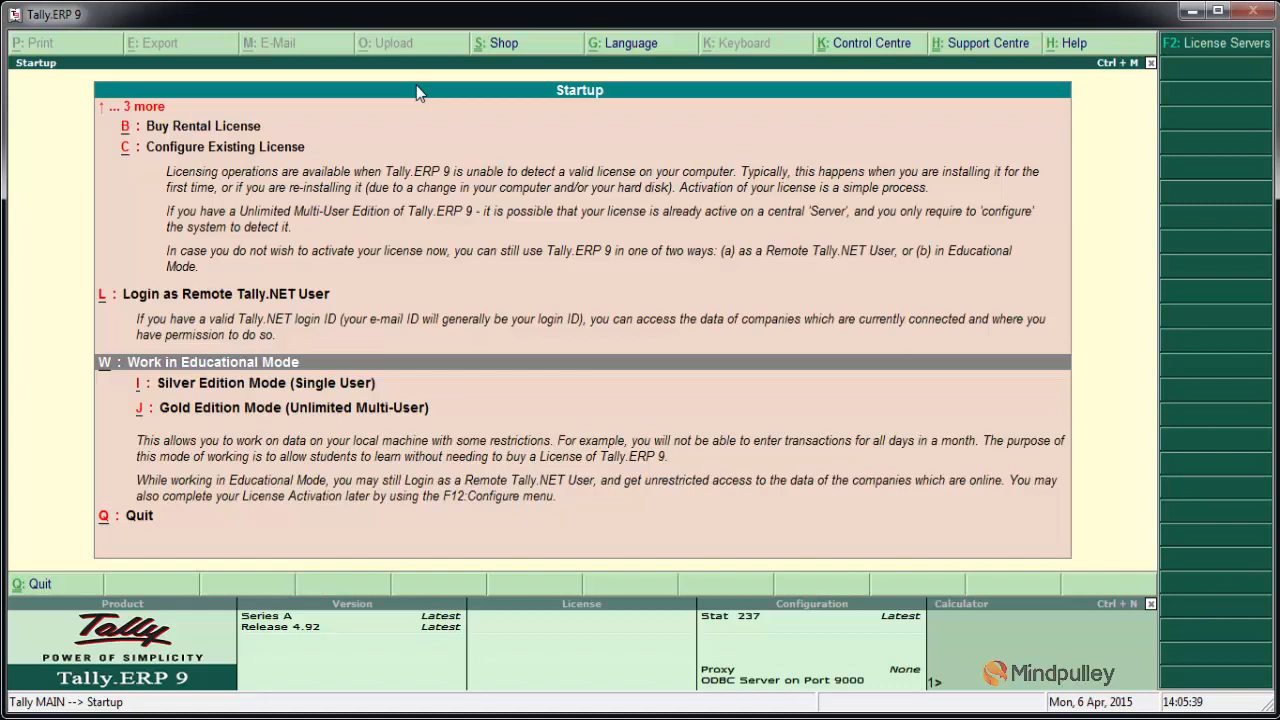 Tally.ERP 9
P: Print
E: Export
M: E-Mail
O: Upload
S: Shop
G: Language
K: Keyboard
K: Control Centre
H: Support Centre
H: Help
F2: License Servers
Startup
Ctrl + M
Startup
↑ ... 3 more
B : Buy Rental License
C : Configure Existing License
Licensing operations are available when Tally.ERP 9 is unable to detect a valid license on your computer. Typically, this happens when you are installing it for the
first time, or if you are re-installing it (due to a change in your computer and/or your hard disk). Activation of your license is a simple process.
If you have a Unlimited Multi-User Edition of Tally.ERP 9 - it is possible that your license is already active on a central 'Server', and you only require to 'configure'
the system to detect it.
In case you do not wish to activate your license now, you can still use Tally.ERP 9 in one of two ways: (a) as a Remote Tally.NET User, or (b) in Educational
Mode.
L : Login as Remote Tally.NET User
If you have a valid Tally.NET login ID (your e-mail ID will generally be your login ID), you can access the data of companies which are currently connected and where you
have permission to do so.
W : Work in Educational Mode
I : Silver Edition Mode (Single User)
J : Gold Edition Mode (Unlimited Multi-User)
This allows you to work on data on your local machine with some restrictions. For example, you will not be able to enter transactions for all days in a month. The purpose of
this mode of working is to allow students to learn without needing to buy a License of Tally.ERP 9.
While working in Educational Mode, you may still Login as a Remote Tally.NET User, and get unrestricted access to the data of the companies which are online. You may
also complete your License Activation later by using the F12:Configure menu.
Q : Quit
Q: Quit
Product
Version
License
Configuration
Calculator
Ctrl + N
Tally
POWER OF SIMPLICITY
Tally.ERP 9
Series A Latest
Release 4.92 Latest
Stat 237 Latest
Proxy None
ODBC Server on Port 9000
1>
Mindpulley
Tally MAIN --> Startup
Mon, 6 Apr, 2015
14:05:39